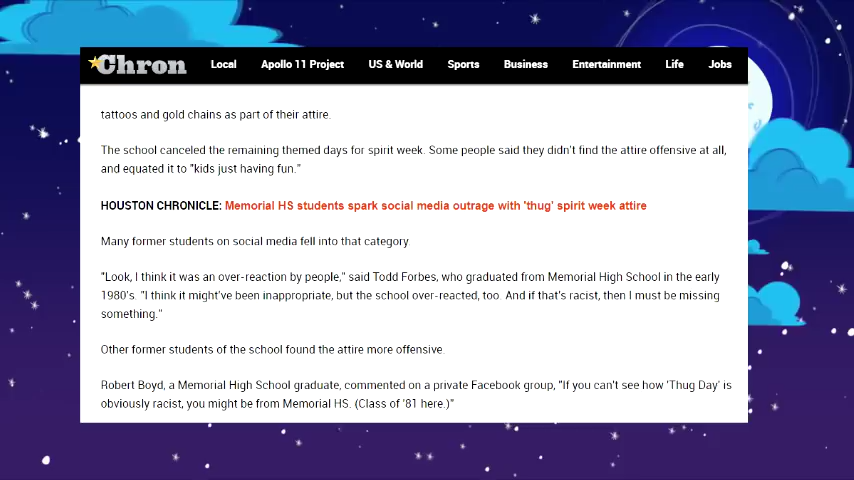 Chron
Local Apollo 11 Project US & World Sports Business Entertainment Life Jobs
tattoos and gold chains as part of their attire.
The school canceled the remaining themed days for spirit week. Some people said they didn't find the attire offensive at all,
and equated it to "kids just having fun."
HOUSTON CHRONICLE: Memorial HS students spark social media outrage with 'thug' spirit week attire
Many former students on social media fell into that category
"Look, I think it was an over-reaction by people," said Todd Forbes, who graduated from Memorial High School in the early
1980's. "I think it might've been inappropriate, but the school over-reacted, too. And if that's racist, then I must be missing
something."
Other former students of the school found the attire more offensive.
Robert Boyd, a Memorial High School graduate, commented on a private Facebook group, "If you can't see how 'Thug Day' is
obviously racist, you might be from Memorial HS. (Class of '81 here.)"